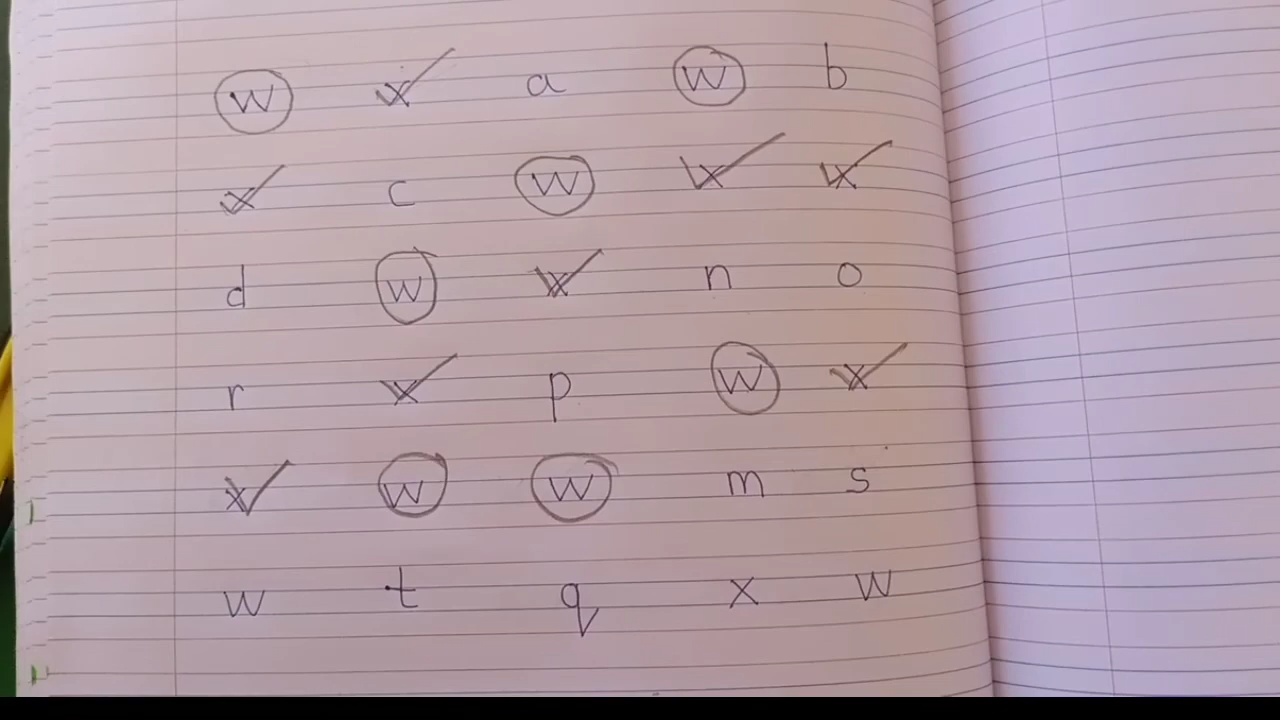 w x a w b
x c w x x
d w x n o
r x p w x
x w w m s
w t q x w